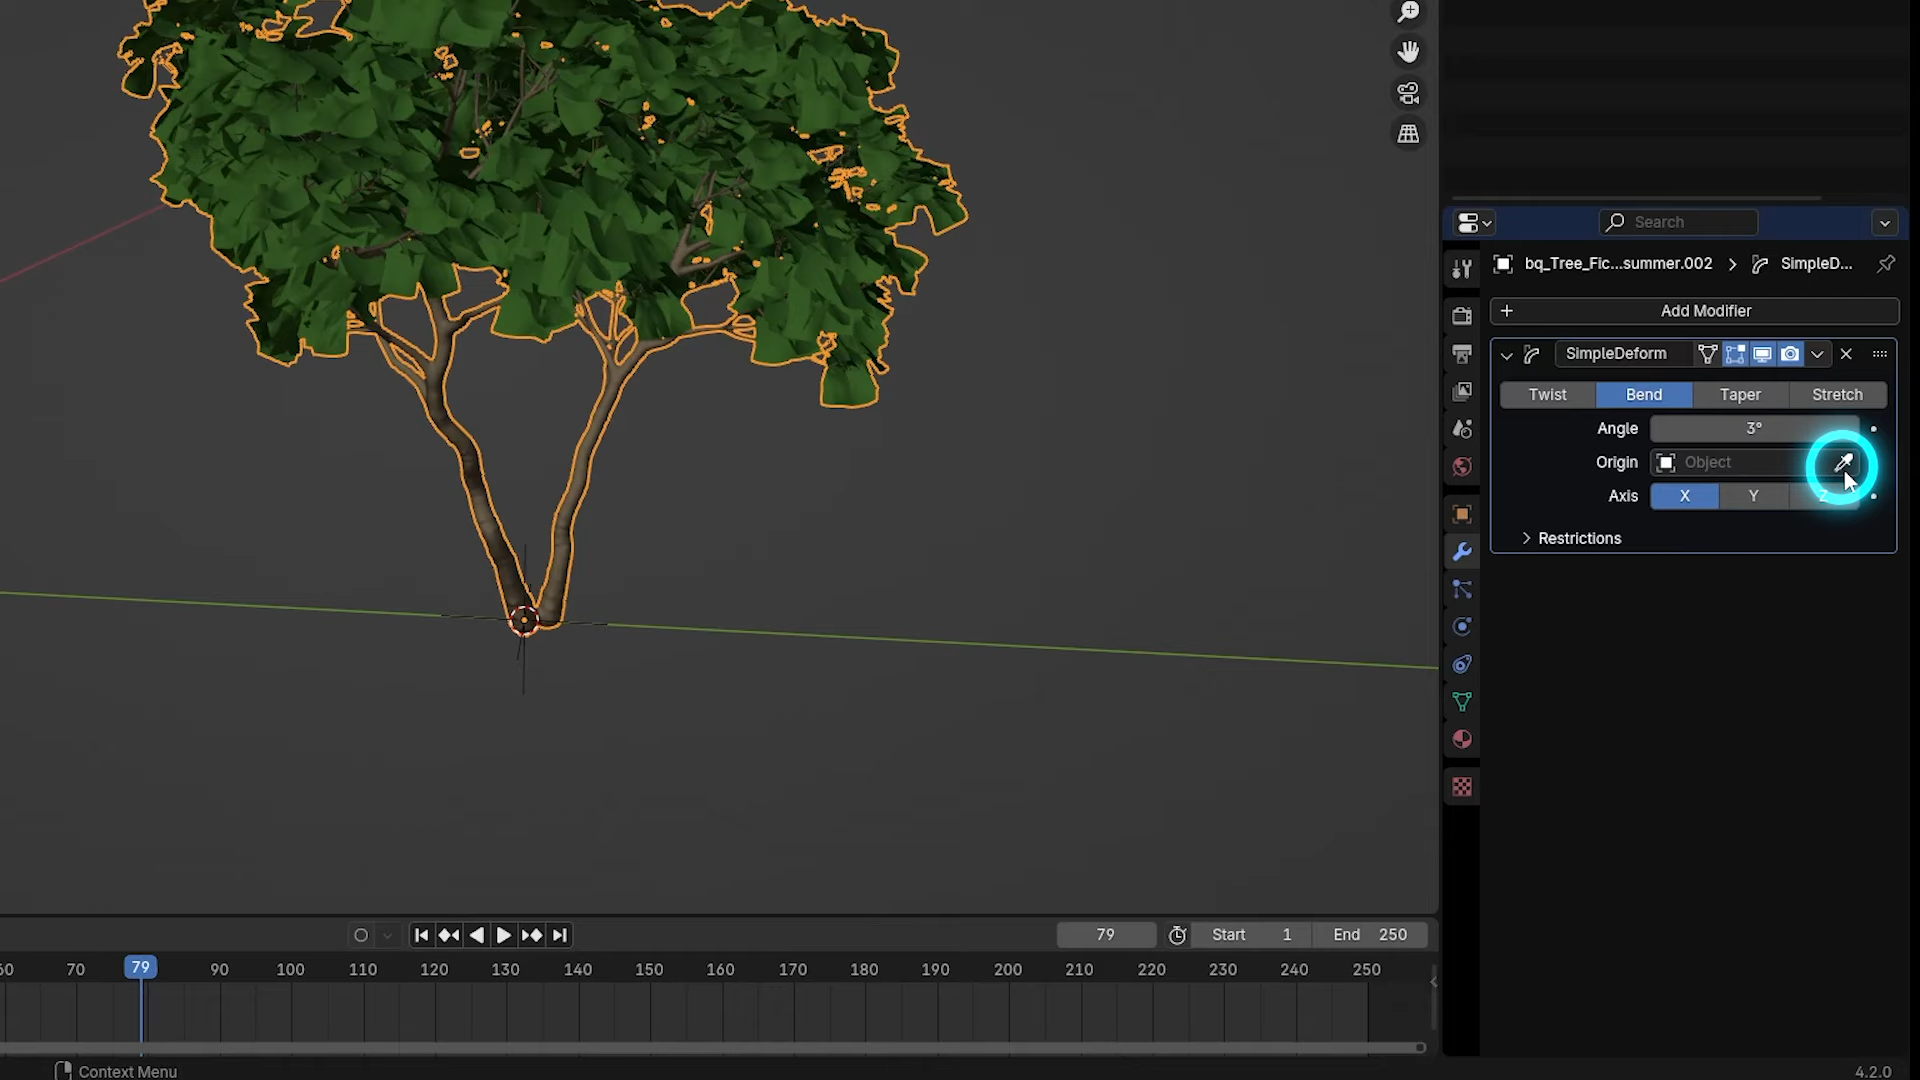 Search
bq_Tree_Fic...summer.002
SimpleD...
Add Modifier
SimpleDeform
Twist Bend Taper Stretch
Angle 3°
Origin Object
Axis X Y Z
Restrictions
79 Start 1 End 250
60 70 79 90 100 110 120 130 140 150 160 170 180 190 200 210 220 230 240 250
Context Menu
4.2.0